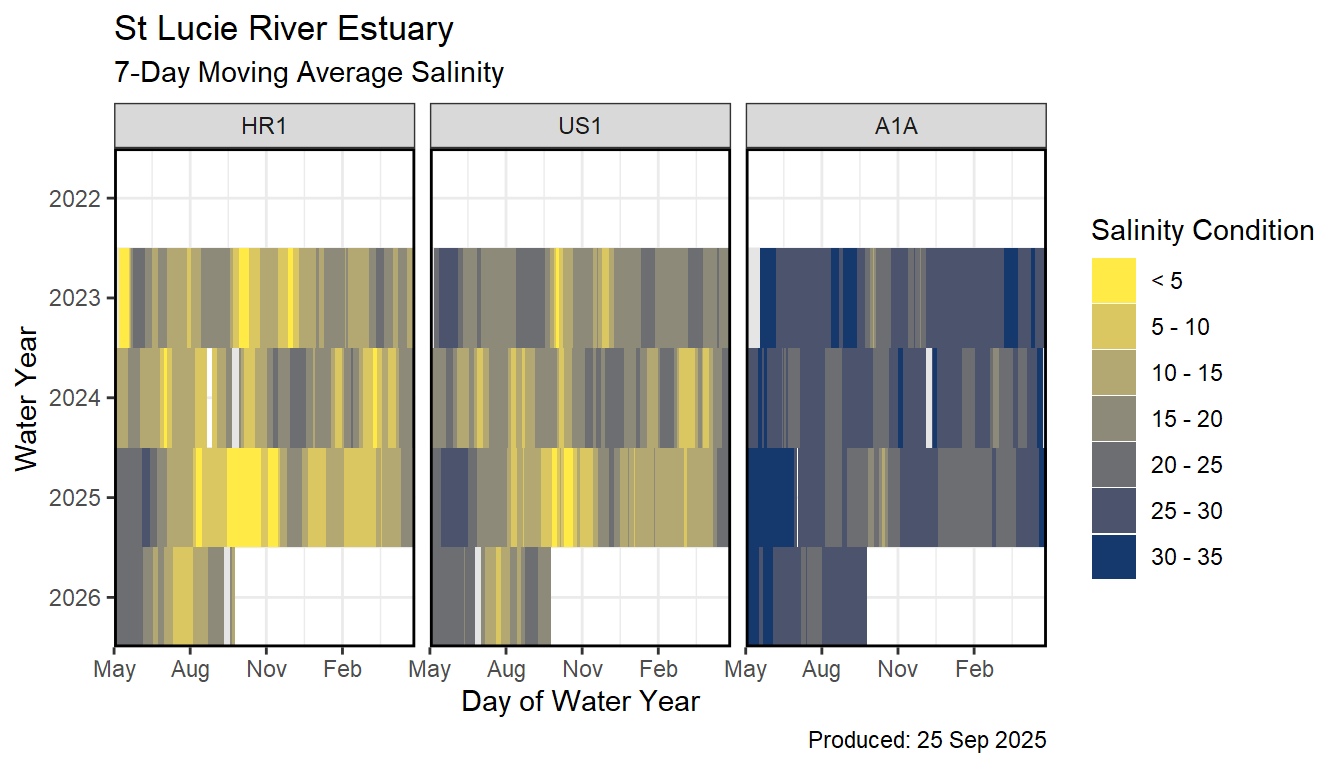 St Lucie River Estuary
7-Day Moving Average Salinity
HR1 US1 A1A
Water Year
2022
2023
2024
2025
2026
May Aug Nov Feb May Aug Nov Feb May Aug Nov Feb
Day of Water Year
Salinity Condition
< 5
5 - 10
10 - 15
15 - 20
20 - 25
25 - 30
30 - 35
Produced: 25 Sep 2025